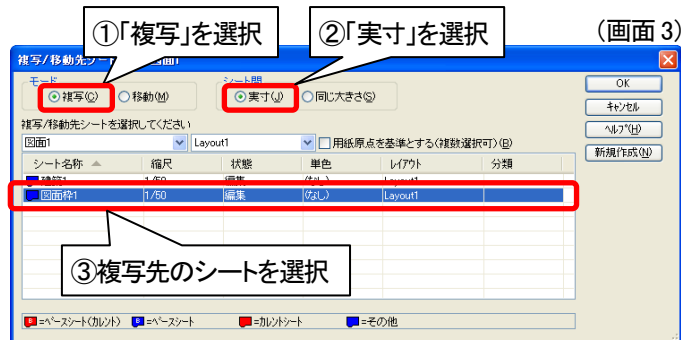 ①「複写」を選択
②「実寸」を選択
(画面 3)
複写/移動先シート
図面1
モード
シート間
複写(C)
移動(M)
実寸(J)
同じ大きさ(S)
OK
キャンセル
ヘルプ(H)
新規作成(N)
複写/移動先シートを選択してください
図面1
Layout1
用紙原点を基準とする(複数選択可)(B)
シート名称
縮尺
状態
単色
レイアウト
分類
1/50
編集
(なし)
Layout1
図面枠1
1/50
編集
(なし)
Layout1
③複写先のシートを選択
=ベースシート(カレント)
=ベースシート
=カレントシート
=その他